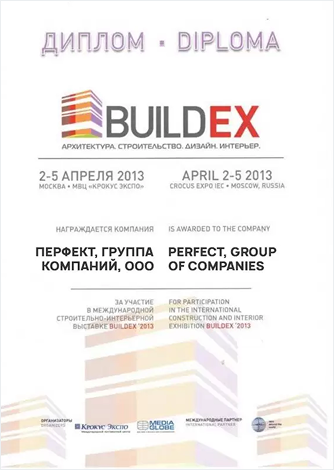 ДИПЛОМ · DIPLOMA
BUILDEX
АРХИТЕКТУРА. СТРОИТЕЛЬСТВО. ДИЗАЙН. ИНТЕРЬЕР.
2-5 АПРЕЛЯ 2013
МОСКВА • МВЦ «КРОКУС ЭКСПО»
APRIL 2-5 2013
CROCUS EXPO IEC • MOSCOW, RUSSIA
НАГРАЖДАЕТСЯ КОМПАНИЯ
ПЕРФЕКТ, ГРУППА
КОМПАНИЙ, ООО
IS AWARDED TO THE COMPANY
PERFECT, GROUP
OF COMPANIES
ЗА УЧАСТИЕ
В МЕЖДУНАРОДНОЙ
СТРОИТЕЛЬНО-ИНТЕРЬЕРНОЙ
ВЫСТАВКЕ BUILDEX '2013
FOR PARTICIPATION
IN THE INTERNATIONAL
CONSTRUCTION AND INTERIOR
EXHIBITION BUILDEX '2013
ОРГАНИЗАТОРЫ
ORGANIZERS
КРОКУС ЭКСПО
MEDIA
GLOBE
МЕЖДУНАРОДНЫЙ ПАРТНЕР
INTERNATIONAL PARTNER